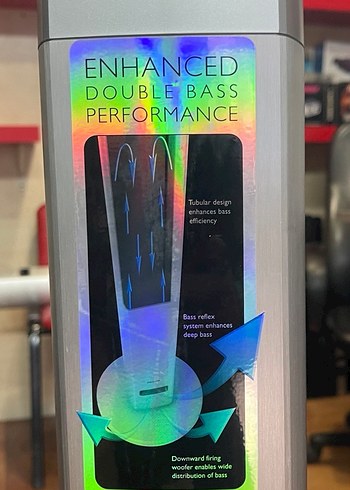 ENHANCED
DOUBLE BASS
PERFORMANCE
Tubular design
enhances bass
efficiency
Bass reflex
system enhances
deep bass
Downward firing
woofer enables wide
distribution of bass